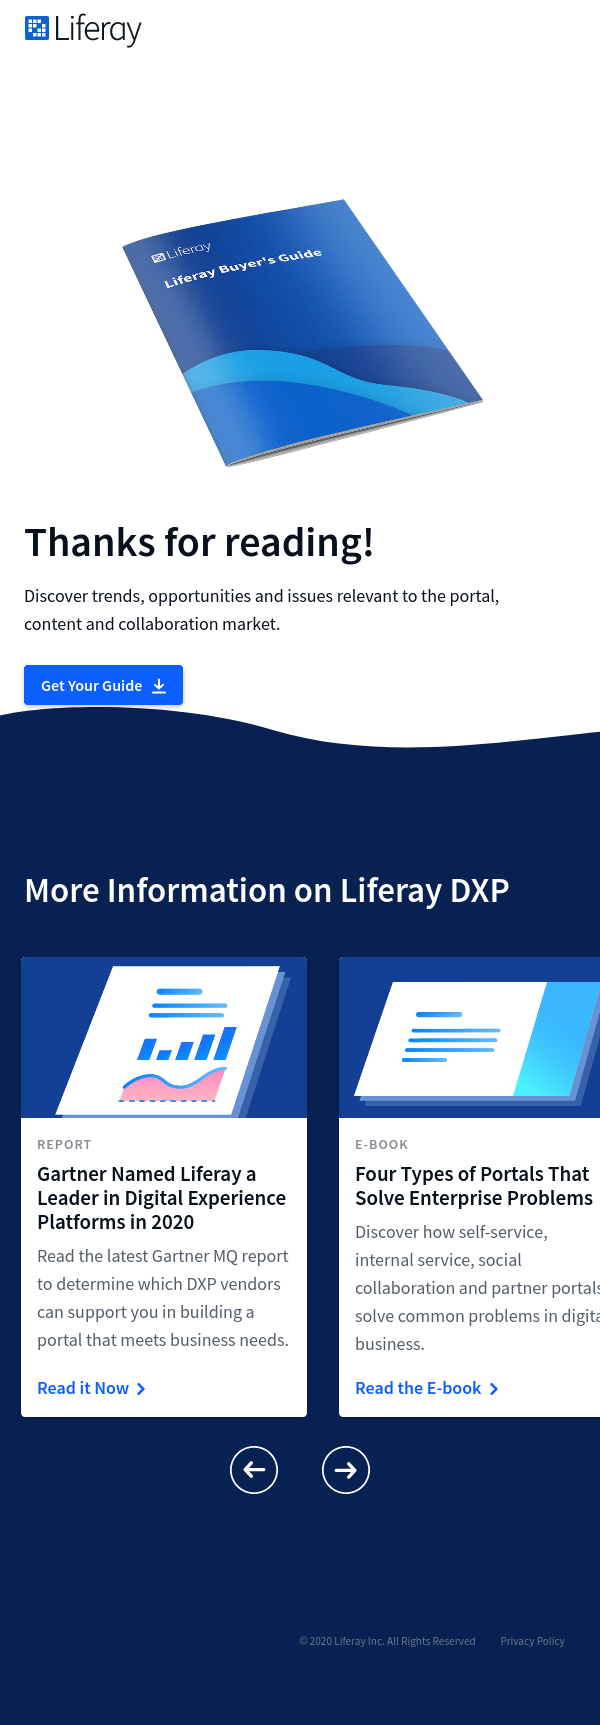 Liferay
Liferay
Liferay Buyer's Guide
Thanks for reading!
Discover trends, opportunities and issues relevant to the portal,
content and collaboration market.
Get Your Guide
More Information on Liferay DXP
REPORT
Gartner Named Liferay a
Leader in Digital Experience
Platforms in 2020
Read the latest Gartner MQ report
to determine which DXP vendors
can support you in building a
portal that meets business needs.
Read it Now
E-BOOK
Four Types of Portals That
Solve Enterprise Problems
Discover how self-service,
internal service, social
collaboration and partner portals
solve common problems in digita
business.
Read the E-book
© 2020 Liferay Inc. All Rights Reserved Privacy Policy